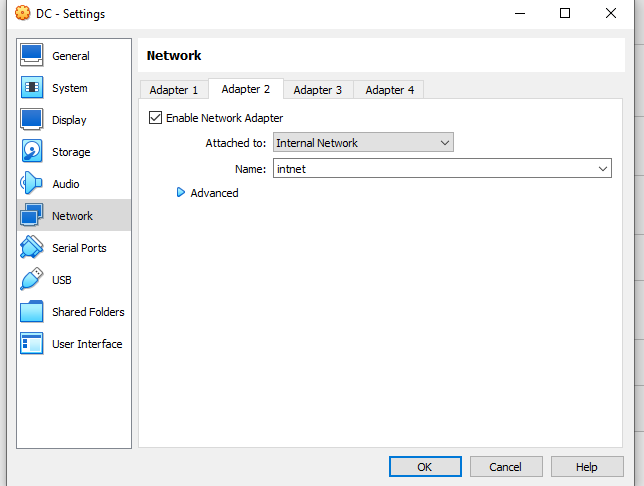 DC - Settings
General
System
Display
Storage
Audio
Network
Serial Ports
USB
Shared Folders
User Interface
Network
Adapter 1 Adapter 2 Adapter 3 Adapter 4
Enable Network Adapter
Attached to: Internal Network
Name: intnet
Advanced
OK Cancel Help